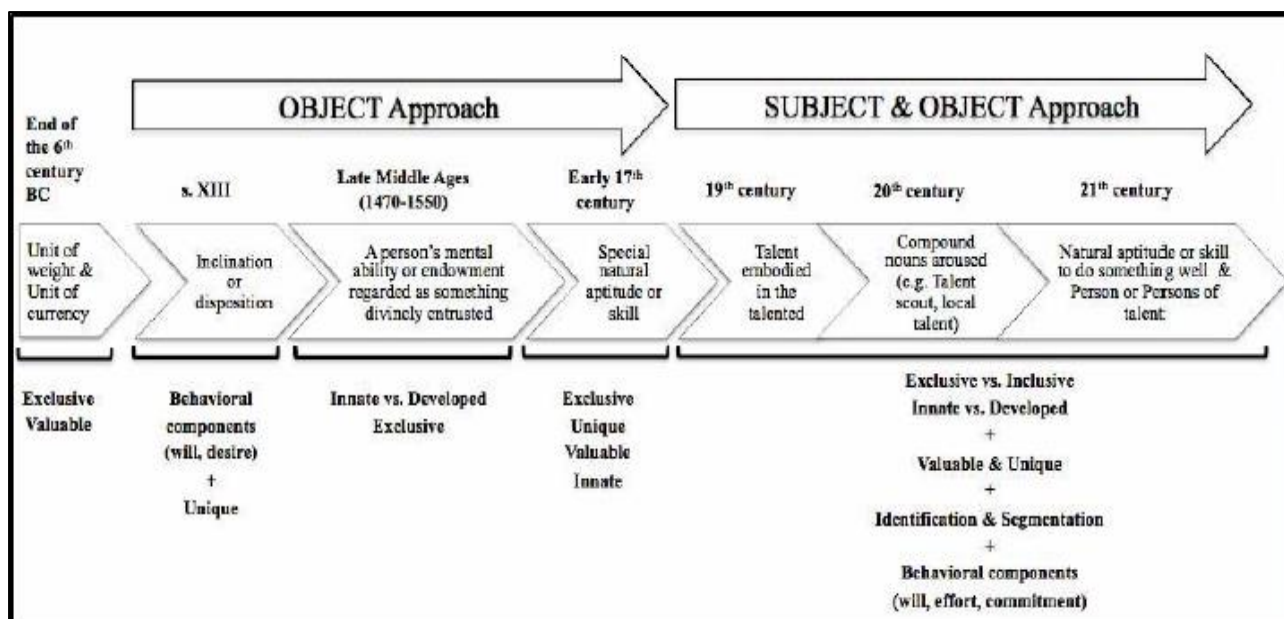 OBJECT Approach
SUBJECT & OBJECT Approach
End of
the 6th
century
BC
s. XIII
Late Middle Ages
(1470-1550)
Early 17th
century
19th century
20th century
21th century
Unit of
weight &
Unit of
currency
Inclination
or
disposition
A person's mental
ability or endowment
regarded as something
divinely entrusted
Special
natural
aptitude or
skill
Talent
embodied
in the
talented
Compound
nouns aroused
(e.g. Talent
scout, local
talent)
Natural aptitude or skill
to do something well &
Person or Persons of
talent
Exclusive
Valuable
Behavioral
components
(will, desire)
+
Unique
Innate vs. Developed
Exclusive
Exclusive
Unique
Valuable
Innate
Exclusive vs. Inclusive
Innate vs. Developed
+
Valuable & Unique
+
Identification & Segmentation
+
Behavioral components
(will, effort, commitment)